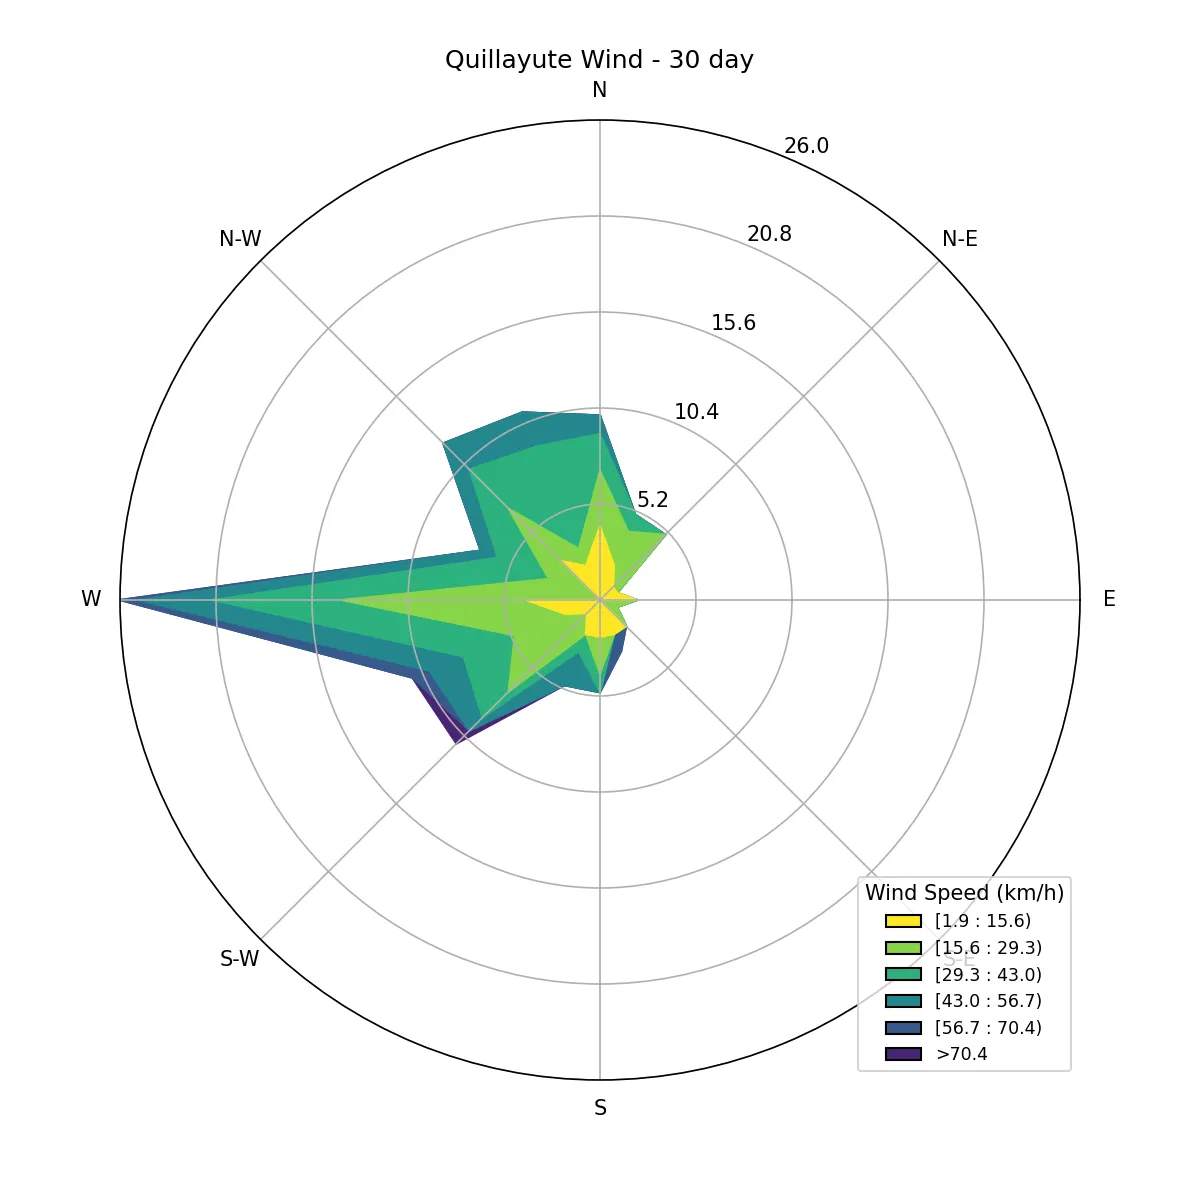 Quillayute Wind - 30 day
N
26.0
N-W
20.8
N-E
15.6
10.4
5.2
W
E
S-W
S-E
S
Wind Speed (km/h)
[1.9 : 15.6)
[15.6 : 29.3)
[29.3 : 43.0)
[43.0 : 56.7)
[56.7 : 70.4)
>70.4